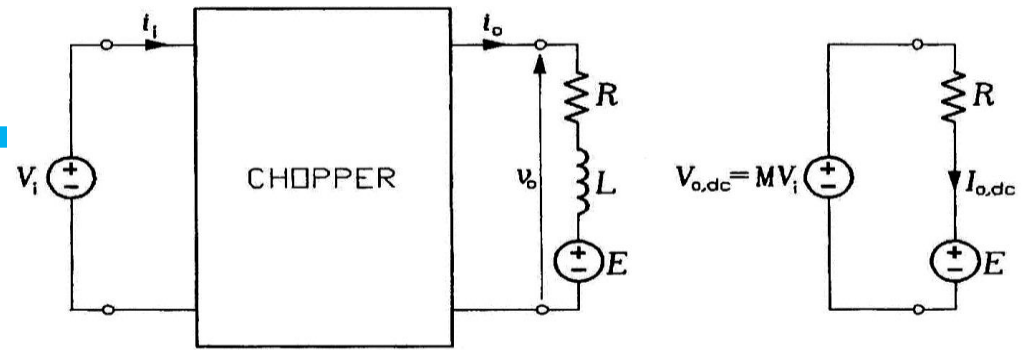 i_i
i_o
V_i
CHOPPER
v_o
R
L
E
V_o,dc=MV_i
R
I_o,dc
E